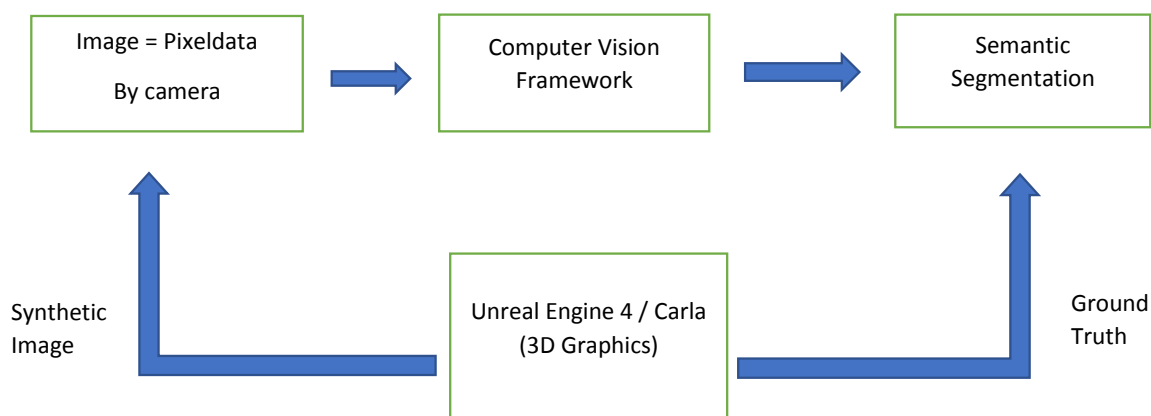 Image = Pixeldata
By camera
Computer Vision
Framework
Semantic
Segmentation
Synthetic
Image
Unreal Engine 4 / Carla
(3D Graphics)
Ground
Truth